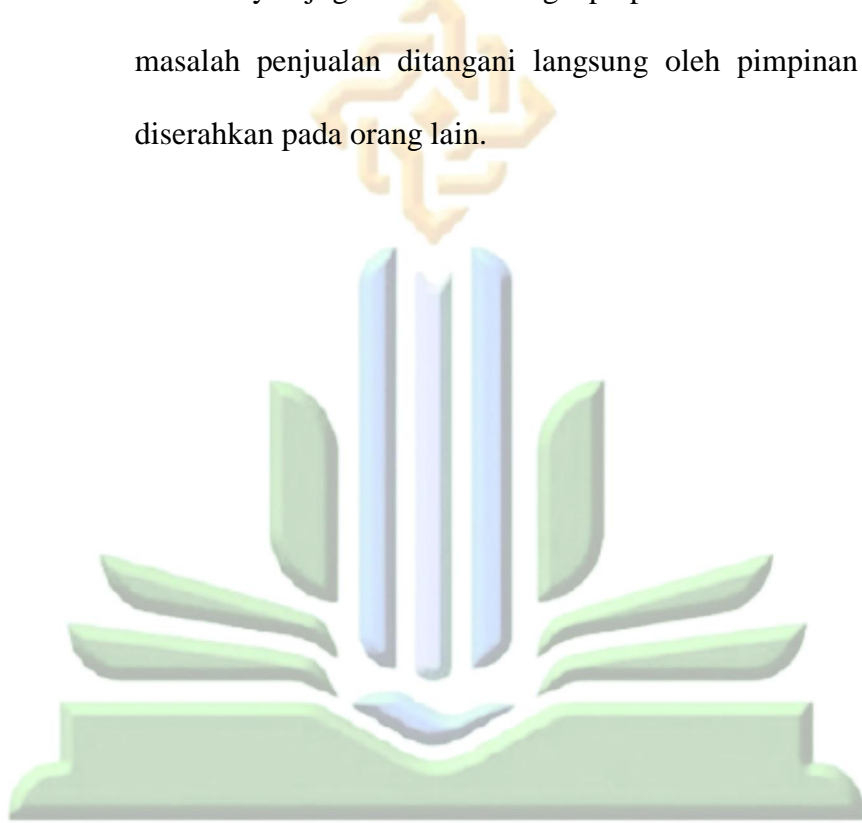 masalah penjualan ditangani langsung oleh pimpinan
diserahkan pada orang lain.